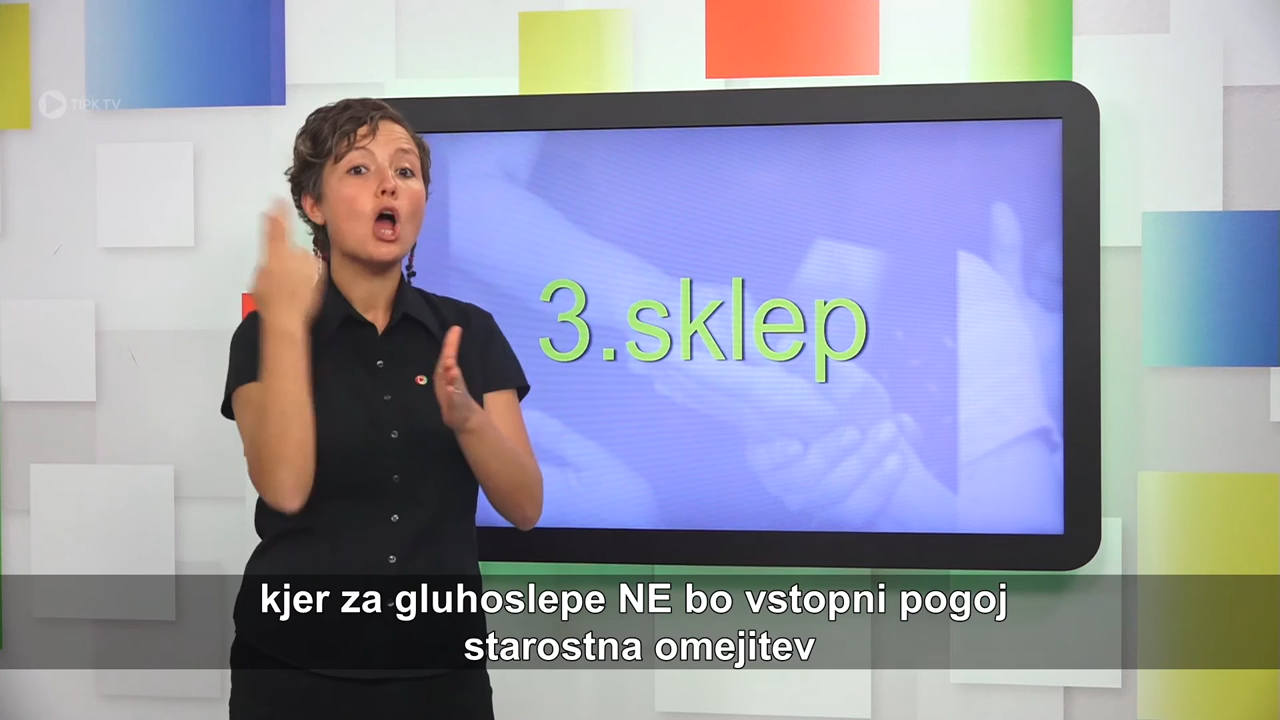 TIPK TV
3.sklep
kjer za gluhoslepe NE bo vstopni pogoj
starostna omejitev